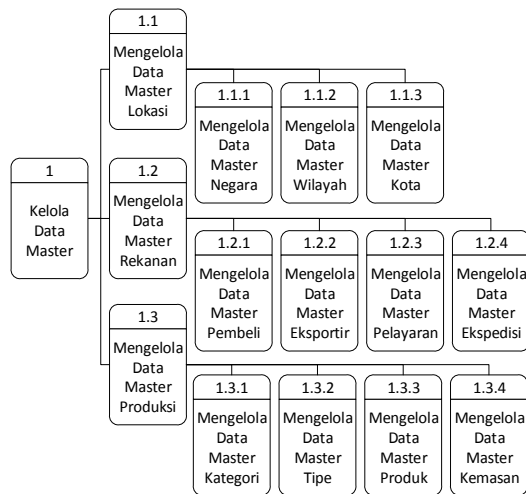 1.1
Mengelola
Data
Master
Lokasi
1.1.1
Mengelola
Data
Master
Negara
1.1.2
Mengelola
Data
Master
Wilayah
1.1.3
Mengelola
Data
Master
Kota
1
Kelola
Data
Master
1.2
Mengelola
Data
Master
Rekanan
1.2.1
Mengelola
Data
Master
Pembeli
1.2.2
Mengelola
Data
Master
Eksportir
1.2.3
Mengelola
Data
Master
Pelayaran
1.2.4
Mengelola
Data
Master
Ekspedisi
1.3
Mengelola
Data
Master
Produksi
1.3.1
Mengelola
Data
Master
Kategori
1.3.2
Mengelola
Data
Master
Tipe
1.3.3
Mengelola
Data
Master
Produk
1.3.4
Mengelola
Data
Master
Kemasan